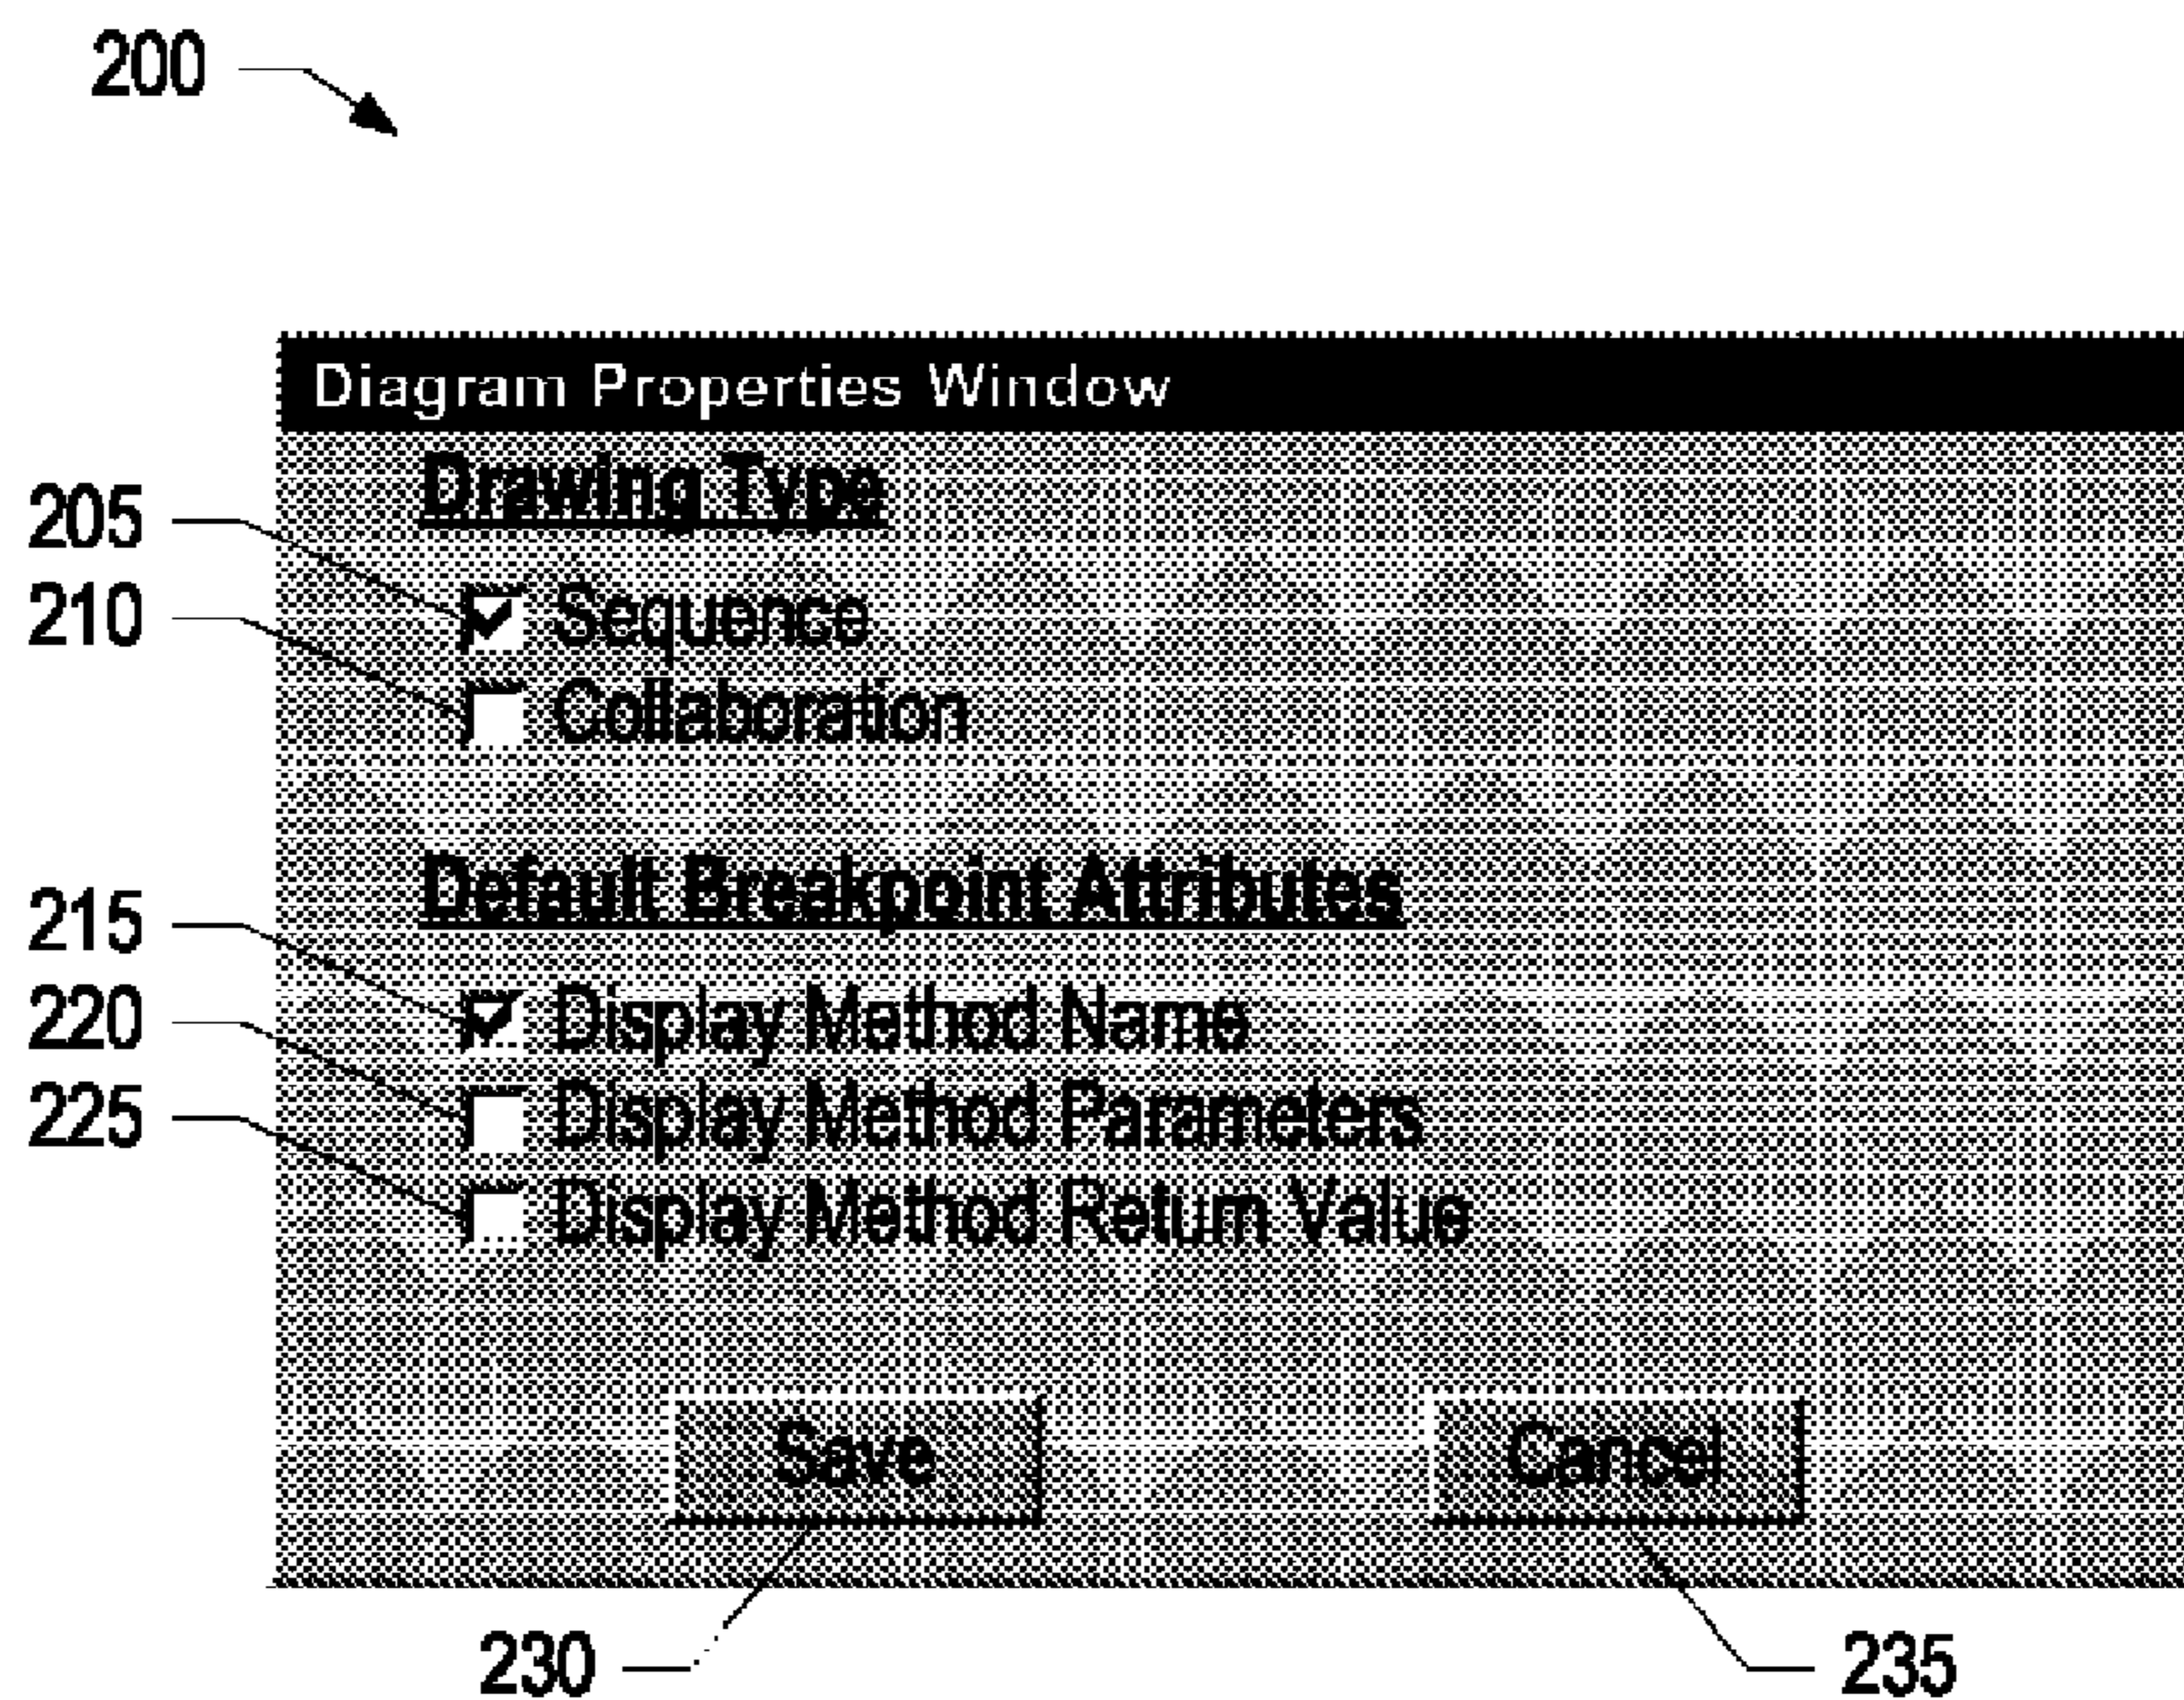 200
Diagram Properties Window
Drawing Type
205
Sequence
210
Collaboration
Default Breakpoint Attributes
215
Display Method Name
220
Display Method Parameters
225
Display Method Return Value
Save
Cancel
230
235